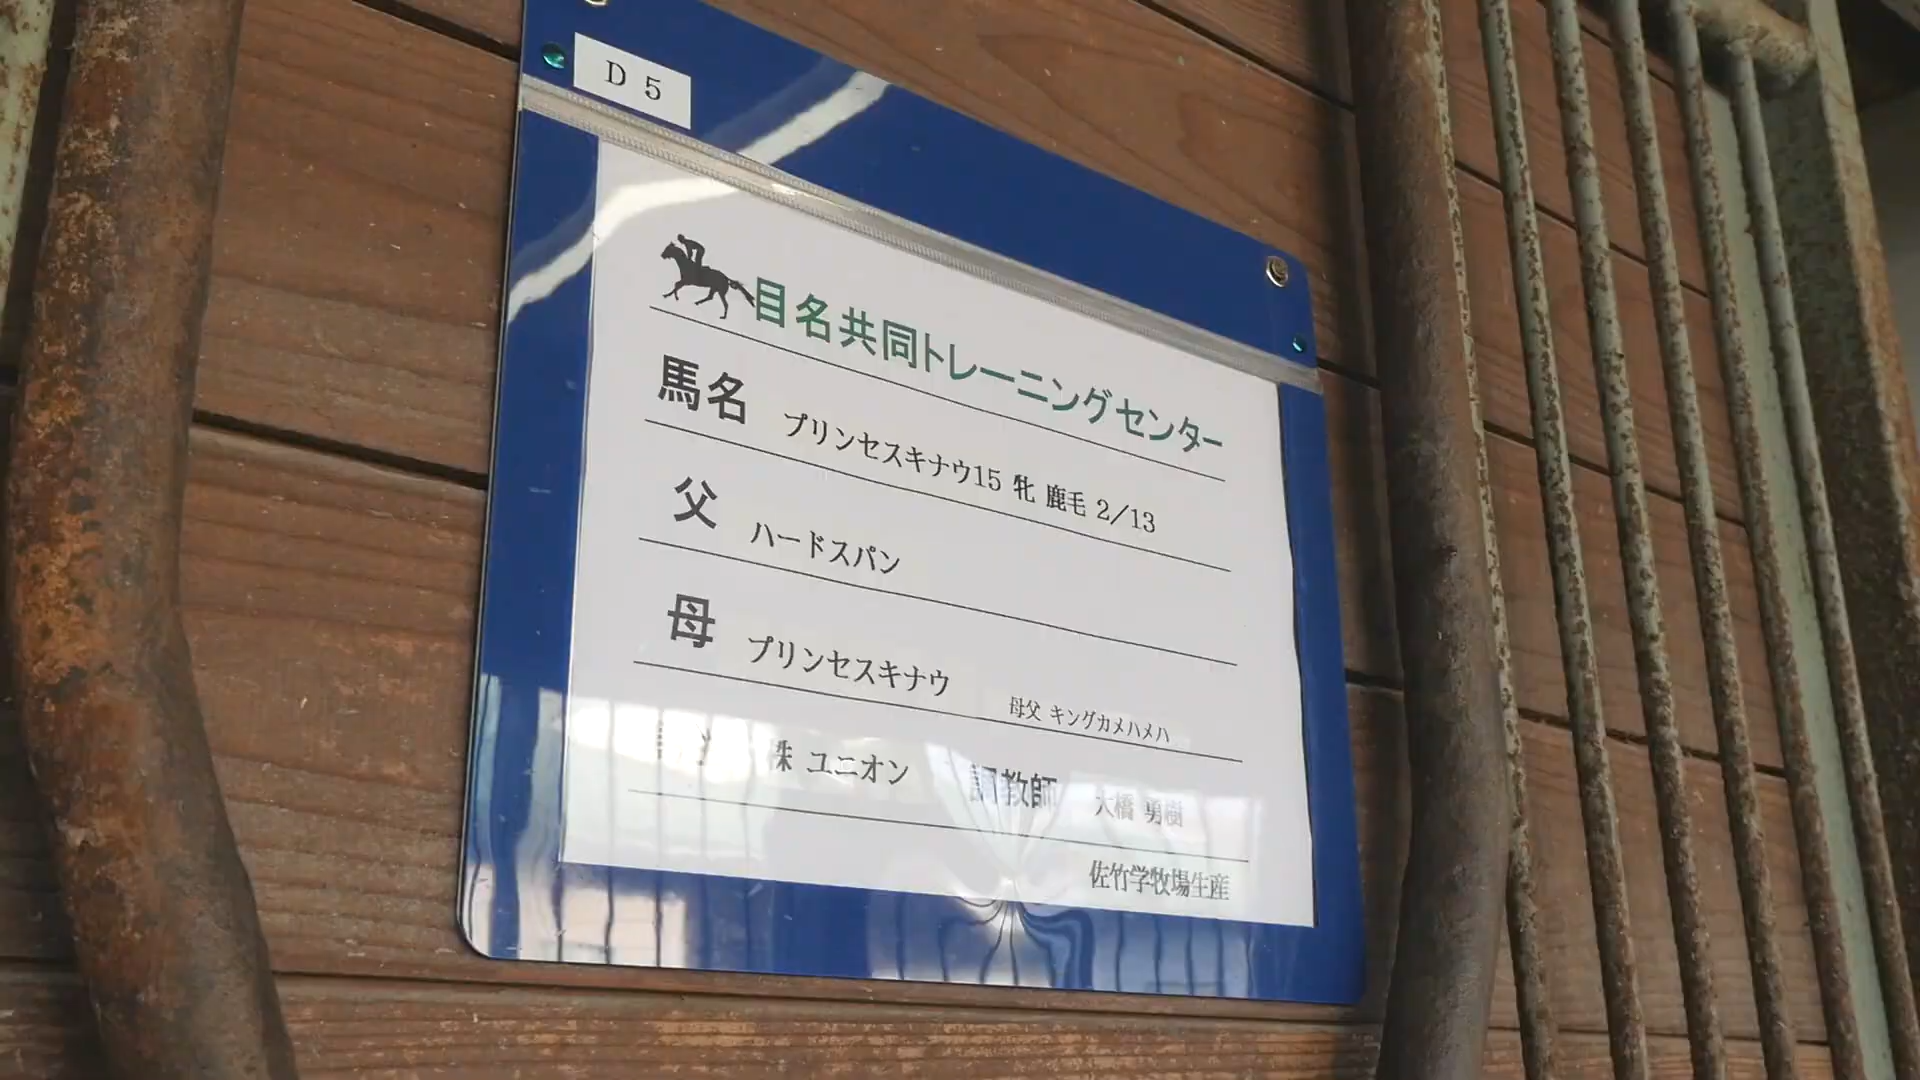 D 5
目名共同トレーニングセンター
馬名 プリンセスキナウ15 牝 鹿毛 2/13
父 ハードスパン
母 プリンセスキナウ 母父 キングカメハメハ
株 ユニオン 調教師 大橋 勇樹
佐竹学牧場生産